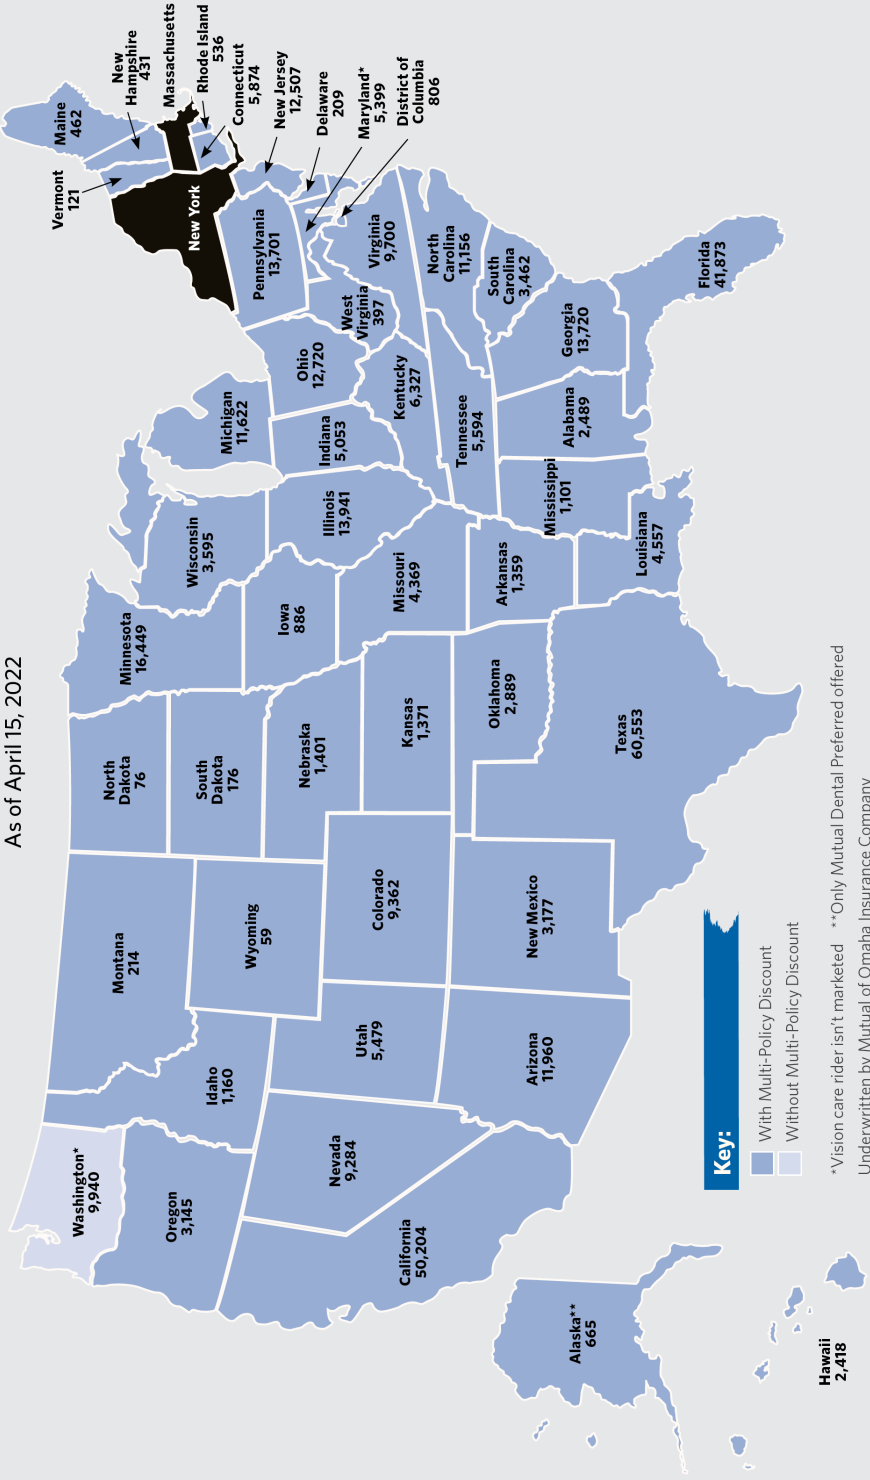 As of April 15, 2022
Washington*
9,940
Oregon
3,145
California
50,204
Nevada
9,284
Idaho
1,160
Montana
214
Wyoming
59
Utah
5,479
Arizona
11,960
Colorado
9,362
New Mexico
3,177
North
Dakota
76
South
Dakota
176
Nebraska
1,401
Kansas
1,371
Oklahoma
2,889
Texas
60,553
Minnesota
16,449
Iowa
886
Missouri
4,369
Arkansas
1,359
Louisiana
4,557
Wisconsin
3,595
Illinois
13,941
Mississippi
1,101
Michigan
11,622
Indiana
5,053
Ohio
12,720
Kentucky
6,327
Tennessee
5,594
Alabama
2,489
Georgia
13,720
Florida
41,873
South
Carolina
3,462
North
Carolina
11,156
Virginia
9,700
West
Virginia
397
Pennsylvania
13,701
New York
Vermont
121
Maine
462
New
Hampshire
431
Massachusetts
Rhode Island
536
Connecticut
5,874
New Jersey
12,507
Delaware
209
Maryland*
5,399
District of
Columbia
806
Alaska**
665
Hawaii
2,418
Key:
With Multi-Policy Discount
Without Multi-Policy Discount
*Vision care rider isn't marketed **Only Mutual Dental Preferred offered
Underwritten by Mutual of Omaha Insurance Company